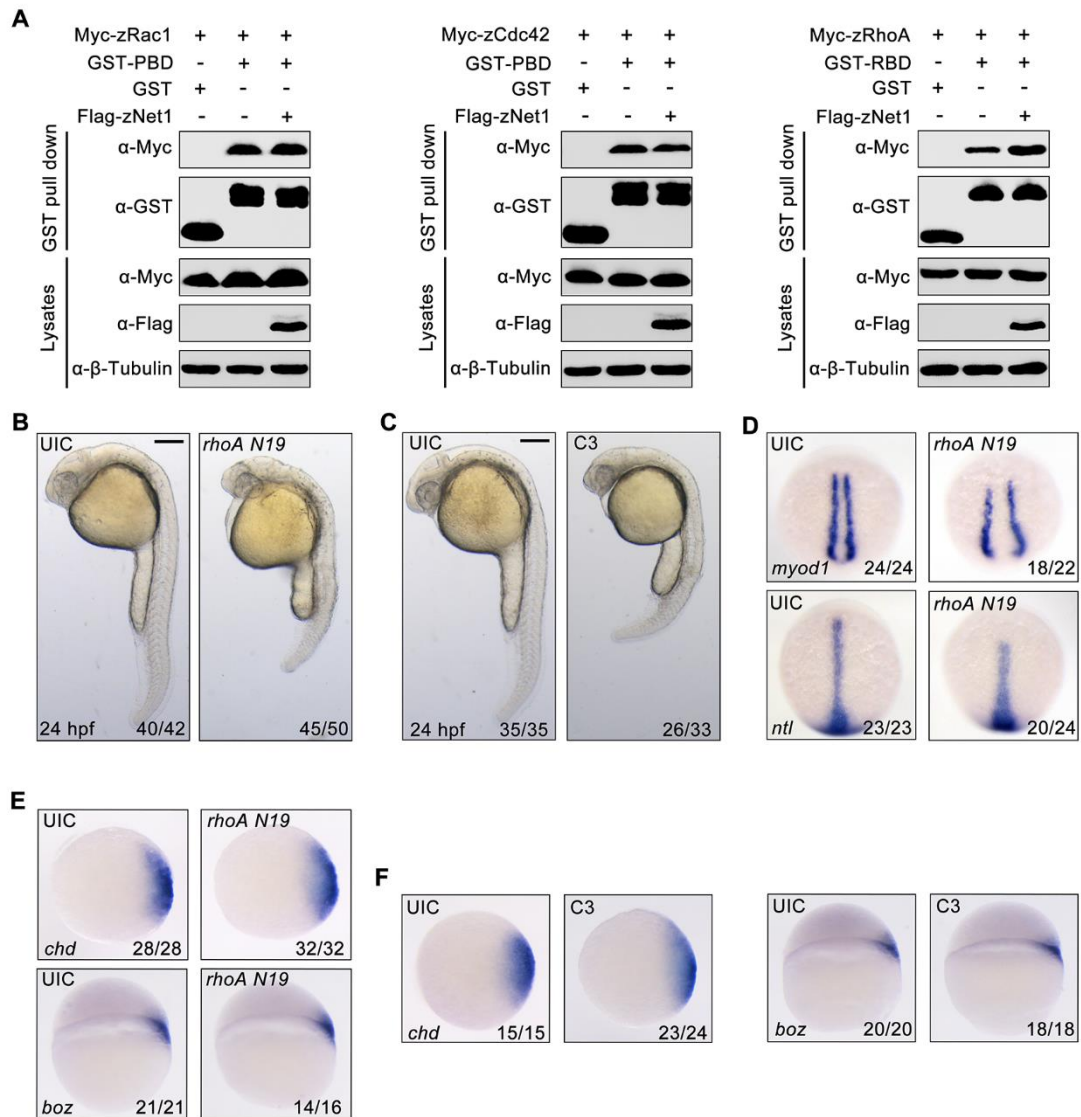 A
Myc-zRac1 + + +
GST-PBD - + +
GST + - -
Flag-zNet1 - - +
GST pull down
α-Myc
α-GST
Lysates
α-Myc
α-Flag
α-β-Tubulin
Myc-zCdc42 + + +
GST-PBD - + +
GST + - -
Flag-zNet1 - - +
GST pull down
α-Myc
α-GST
Lysates
α-Myc
α-Flag
α-β-Tubulin
Myc-zRhoA + + +
GST-RBD - + +
GST + - -
Flag-zNet1 - - +
GST pull down
α-Myc
α-GST
Lysates
α-Myc
α-Flag
α-β-Tubulin
B
UIC
24 hpf 40/42
rhoA N19
45/50
C
UIC
24 hpf 35/35
C3
26/33
D
UIC
myod1 24/24
rhoA N19
18/22
UIC
ntl 23/23
rhoA N19
20/24
E
UIC
chd 28/28
rhoA N19
32/32
UIC
boz 21/21
rhoA N19
14/16
F
UIC
chd 15/15
C3
23/24
UIC
boz 20/20
C3
18/18